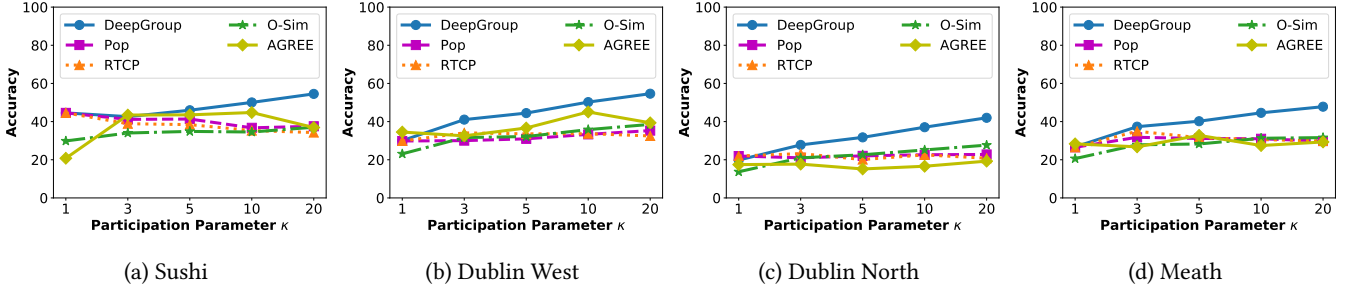 100
80
60
40
20
0
Accuracy
DeepGroup
Pop
RTCP
O-Sim
AGREE
1 3 5 10 20
Participation Parameter κ
(a) Sushi
100
80
60
40
20
0
Accuracy
DeepGroup
Pop
RTCP
O-Sim
AGREE
1 3 5 10 20
Participation Parameter κ
(b) Dublin West
100
80
60
40
20
0
Accuracy
DeepGroup
Pop
RTCP
O-Sim
AGREE
1 3 5 10 20
Participation Parameter κ
(c) Dublin North
100
80
60
40
20
0
Accuracy
DeepGroup
Pop
RTCP
O-Sim
AGREE
1 3 5 10 20
Participation Parameter κ
(d) Meath